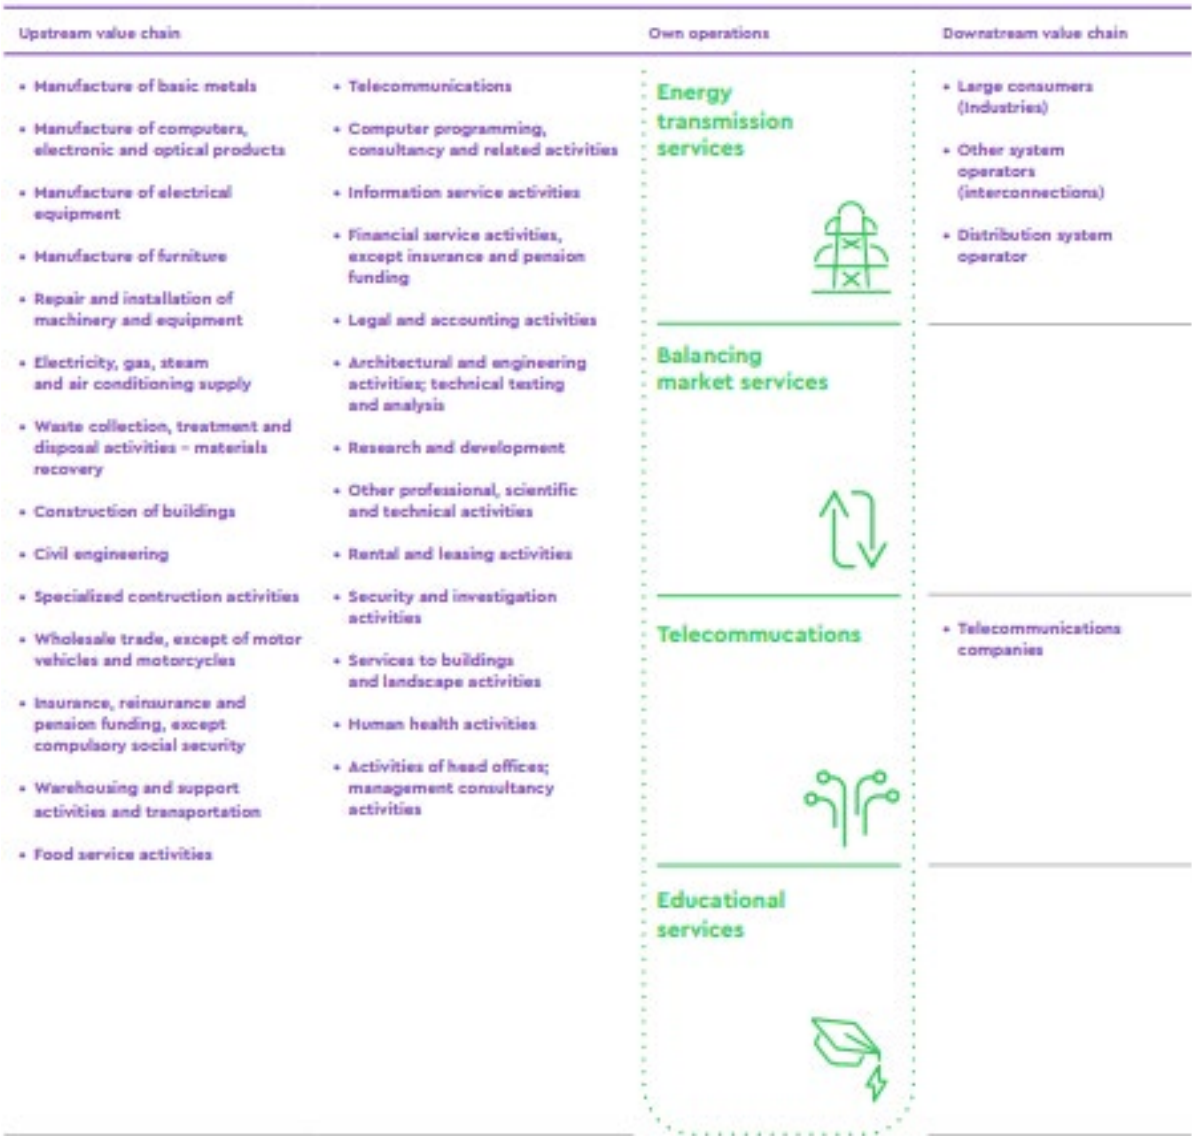 Upstream value chain
Own operations
Downstream value chain
• Manufacture of basic metals
• Manufacture of computers,
electronic and optical products
• Manufacture of electrical
equipment
• Manufacture of furniture
• Repair and installation of
machinery and equipment
• Electricity, gas, steam
and air conditioning supply
• Waste collection, treatment and
disposal activities – materials
recovery
• Construction of buildings
• Civil engineering
• Specialized contruction activities
• Wholesale trade, except of motor
vehicles and motorcycles
• Insurance, reinsurance and
pension funding, except
compulsory social security
• Warehousing and support
activities and transportation
• Food service activities
• Telecommunications
• Computer programming,
consultancy and related activities
• Information service activities
• Financial service activities,
except insurance and pension
funding
• Legal and accounting activities
• Architectural and engineering
activities; technical testing
and analysis
• Research and development
• Other professional, scientific
and technical activities
• Rental and leasing activities
• Security and investigation
activities
• Services to buildings
and landscape activities
• Human health activities
• Activities of head offices;
management consultancy
activities
Energy
transmission
services
Balancing
market services
Telecommucations
Educational
services
• Large consumers
(Industries)
• Other system
operators
(interconnections)
• Distribution system
operator
• Telecommunications
companies